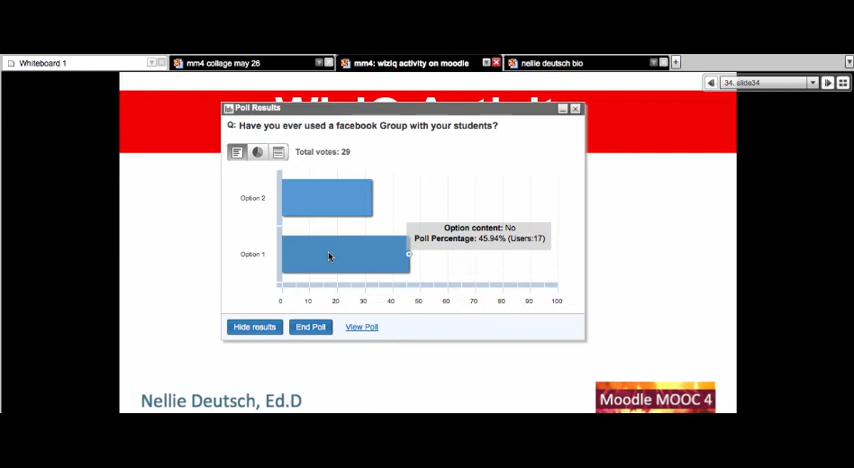 Whiteboard 1
mm4 collage may 26
mm4: wiziq activity on moodle
nellie deutsch bio
34. slide34
Poll Results
Q: Have you ever used a facebook Group with your students?
Total votes: 29
Option 2
Option content: No
Poll Percentage: 45.94% (Users:17)
Option 1
0 10 20 30 40 50 60 70 80 90 100
Hide results End Poll View Poll
Nellie Deutsch, Ed.D
Moodle MOOC 4